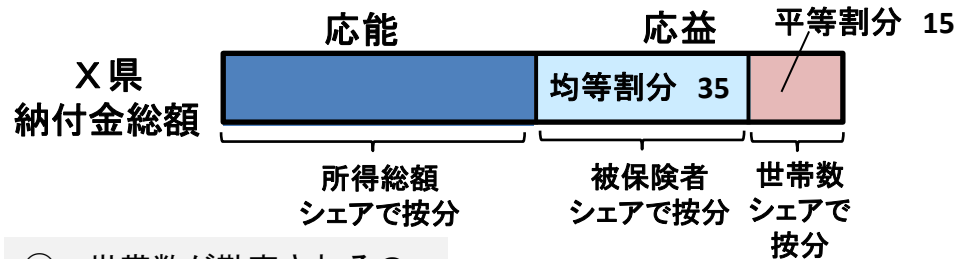 応能
応益
平等割分 15
X県
納付金総額
均等割分 35
所得総額
シェアで按分
被保険者
シェアで按分
世帯数
シェアで
按分